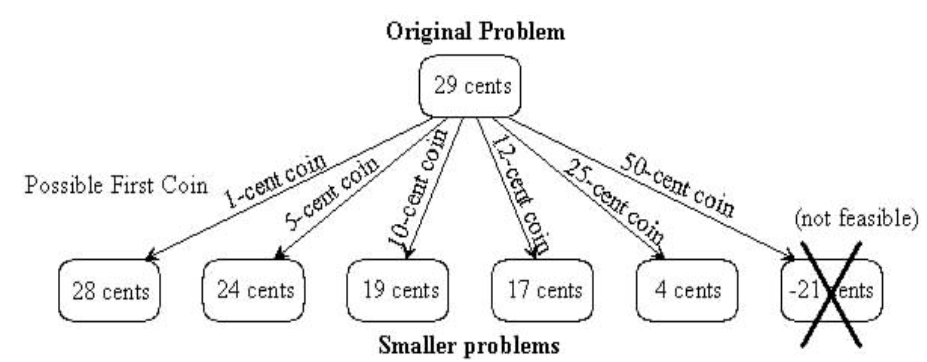 Original Problem
29 cents
Possible First Coin
1-cent coin
5-cent coin
10-cent coin
12-cent coin
25-cent coin
50-cent coin
(not feasible)
28 cents
24 cents
19 cents
17 cents
4 cents
-21 cents
Smaller problems